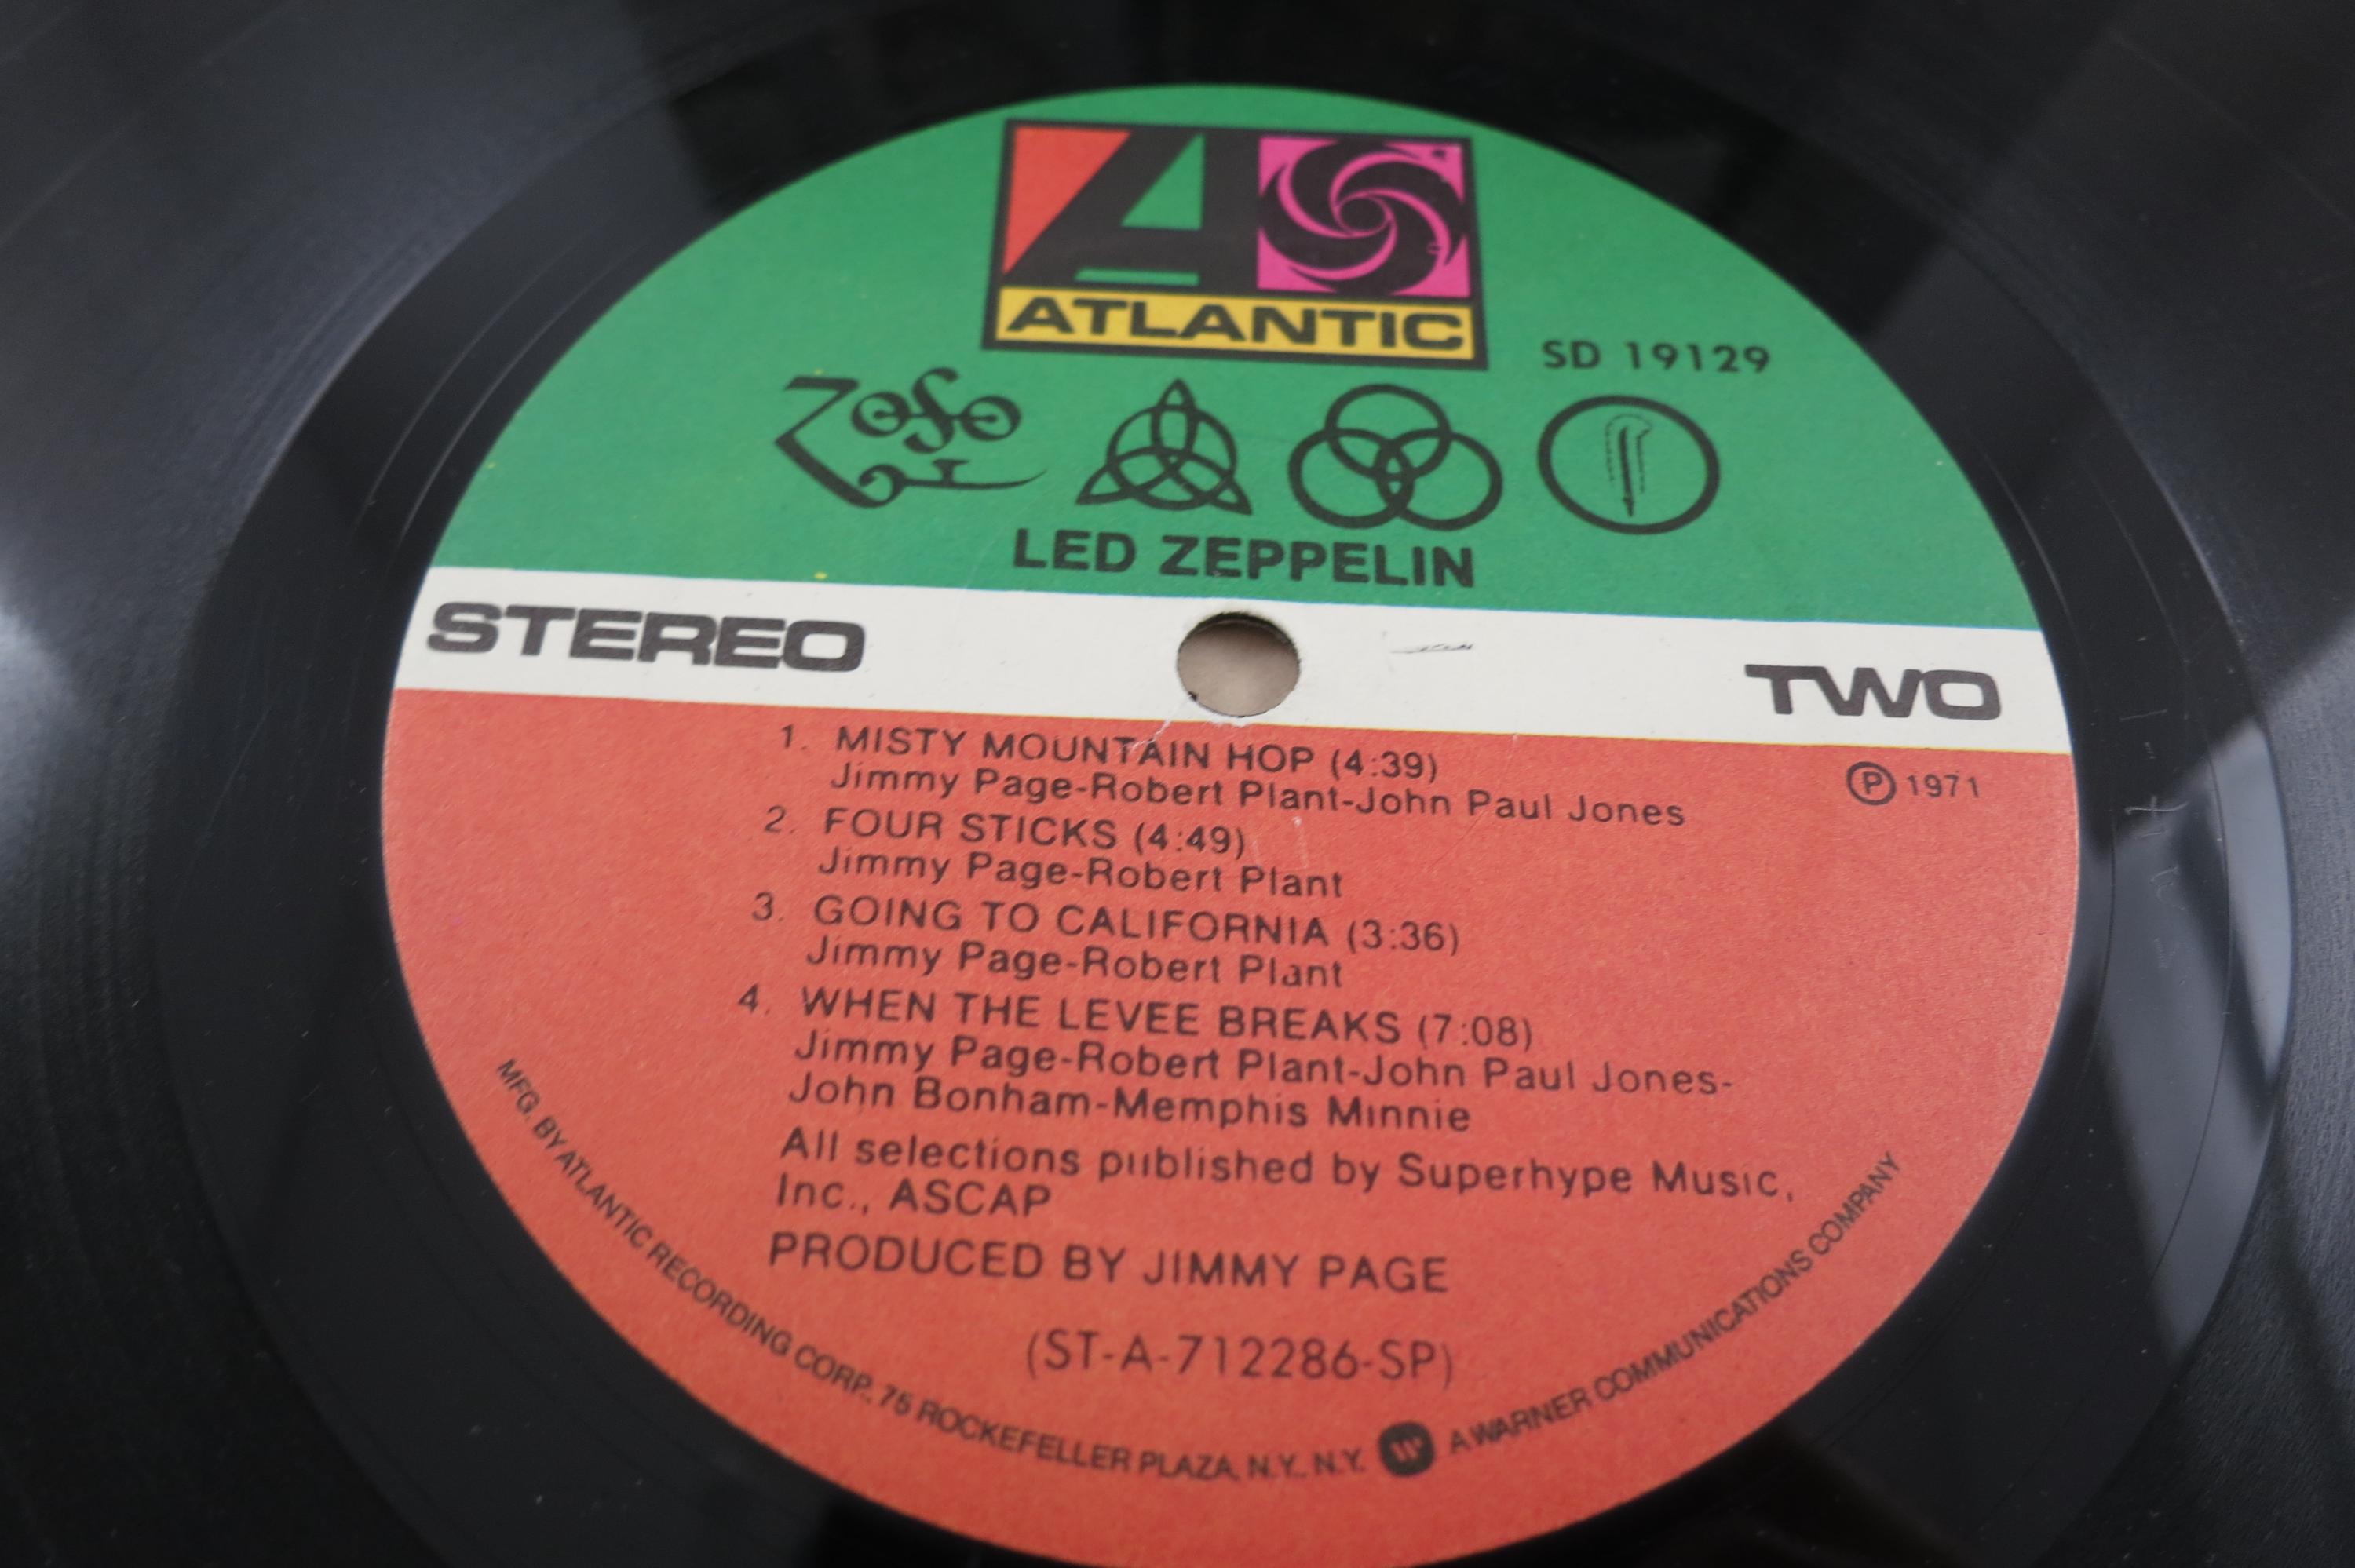 ATLANTIC
SD 19129
ZOSO
LED ZEPPELIN
STEREO
TWO
1. MISTY MOUNTAIN HOP (4:39)
Jimmy Page-Robert Plant-John Paul Jones
℗ 1971
2. FOUR STICKS (4:49)
Jimmy Page-Robert Plant
3. GOING TO CALIFORNIA (3:36)
Jimmy Page-Robert Plant
4. WHEN THE LEVEE BREAKS (7:08)
Jimmy Page-Robert Plant-John Paul Jones-
John Bonham-Memphis Minnie
All selections published by Superhype Music,
Inc., ASCAP
PRODUCED BY JIMMY PAGE
(ST-A-712286-SP)
MFG. BY ATLANTIC RECORDING CORP. 75 ROCKEFELLER PLAZA, N.Y. N.Y. W A WARNER COMMUNICATIONS COMPANY